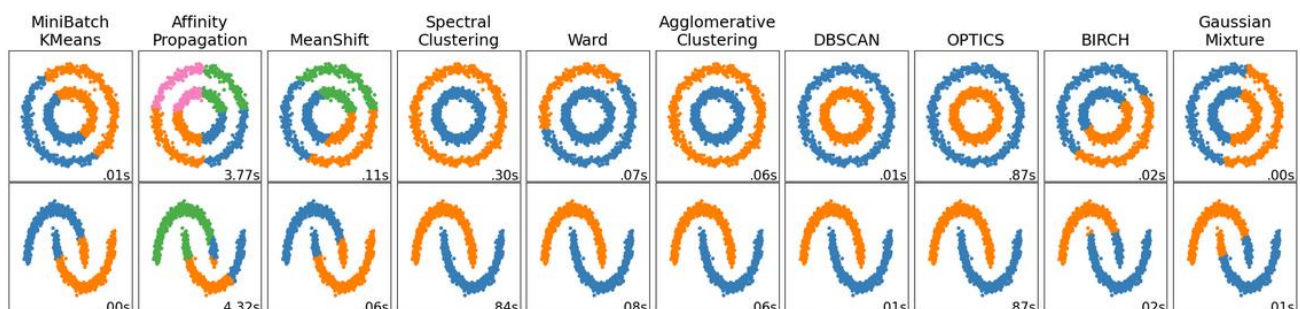 MiniBatch
KMeans
Affinity
Propagation
MeanShift
Spectral
Clustering
Ward
Agglomerative
Clustering
DBSCAN
OPTICS
BIRCH
Gaussian
Mixture
.01s
3.77s
.11s
.30s
.07s
.06s
.01s
.87s
.02s
.00s
.00s
4.32s
.06s
.84s
.08s
.06s
.01s
.87s
.02s
.01s